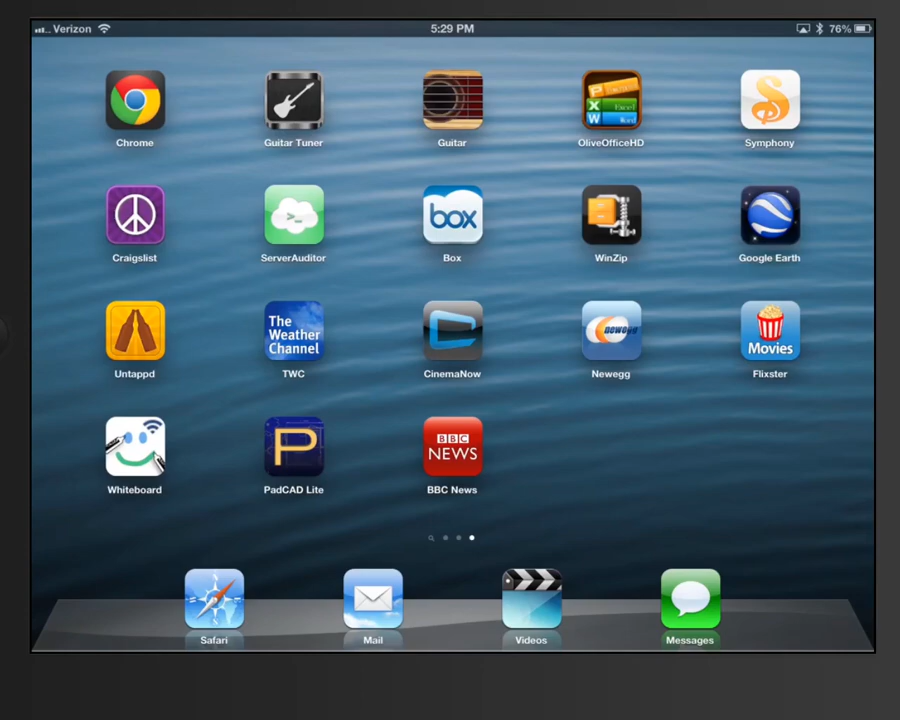 Verizon 5:29 PM 76%
Chrome Guitar Tuner Guitar OliveOfficeHD Symphony
P
X Excel
W Word
Craigslist ServerAuditor Box WinZip Google Earth
>_
box
Untappd TWC CinemaNow Newegg Flixster
The
Weather
Channel
newegg
Movies
Whiteboard PadCAD Lite BBC News
P
BBC
NEWS
Safari Mail Videos Messages